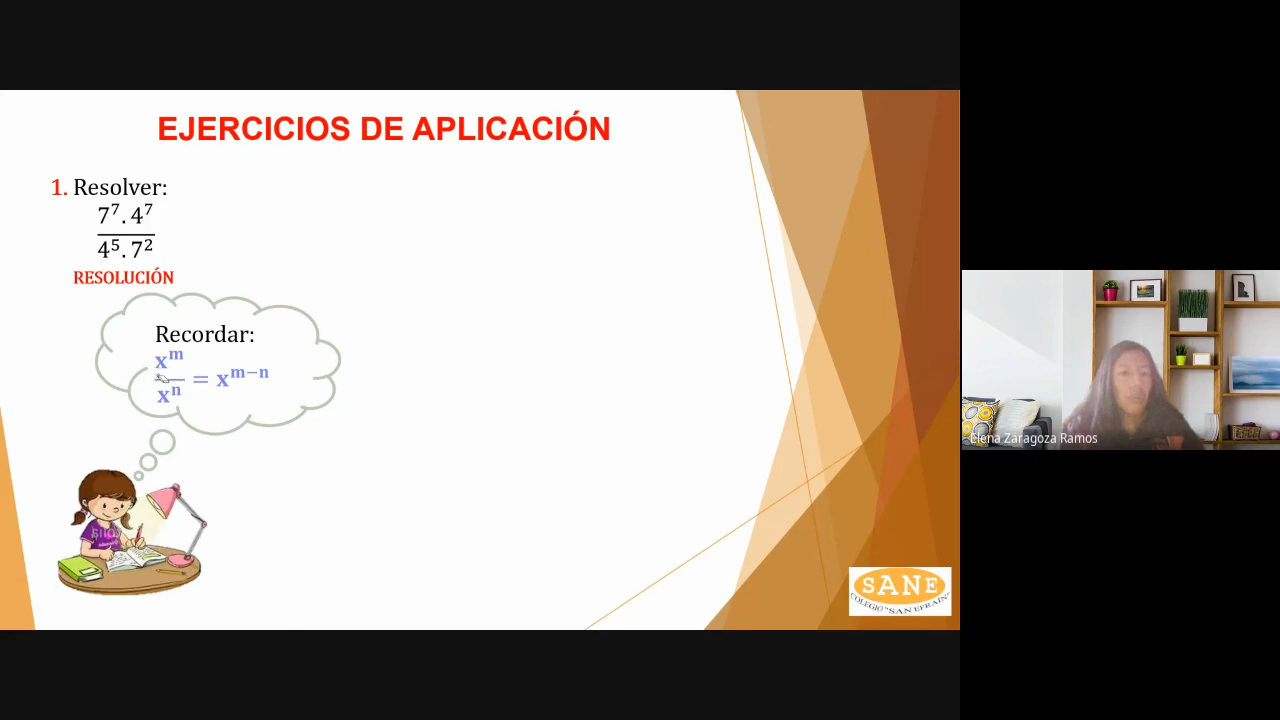 EJERCICIOS DE APLICACIÓN
1. Resolver:
7⁷ . 4⁷
4⁵ . 7²
RESOLUCIÓN
Recordar:
xᵐ
xⁿ = xᵐ⁻ⁿ
Elena Zaragoza Ramos
SANE
COLEGIO "SAN EFRAIN"